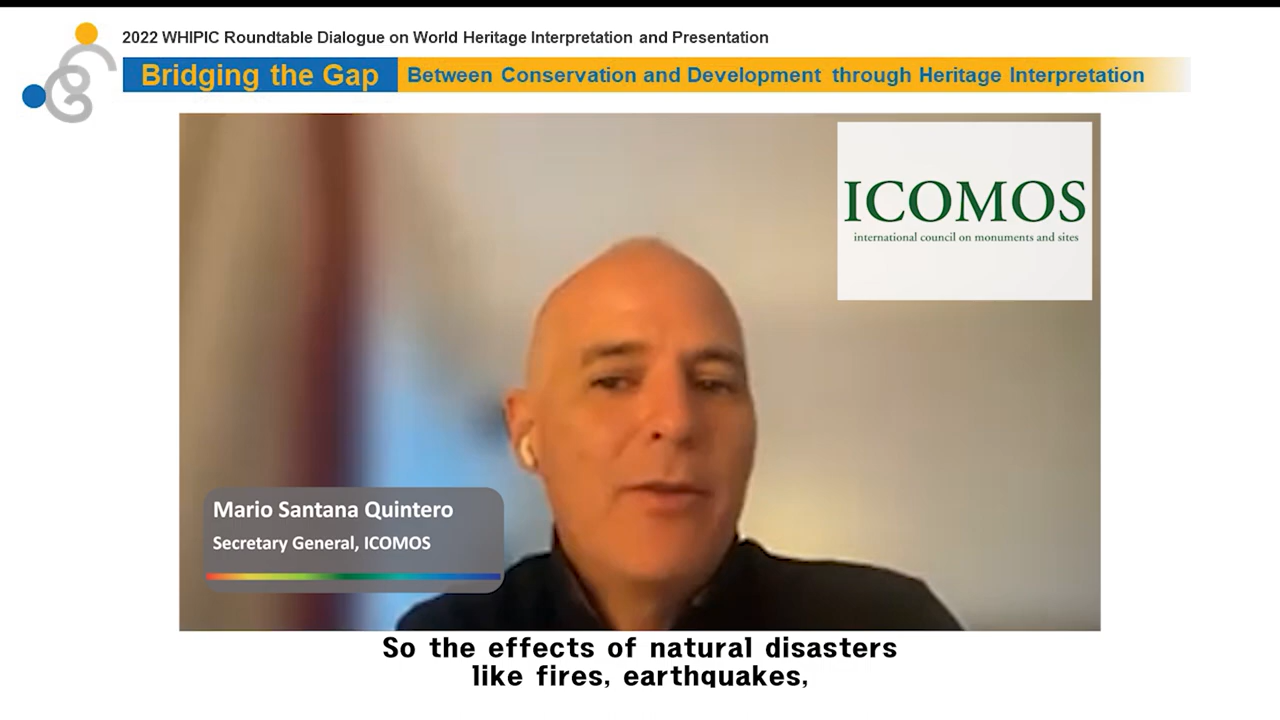 2022 WHIPIC Roundtable Dialogue on World Heritage Interpretation and Presentation
Bridging the Gap Between Conservation and Development through Heritage Interpretation
ICOMOS
international council on monuments and sites
Mario Santana Quintero
Secretary General, ICOMOS
So the effects of natural disasters
like fires, earthquakes,